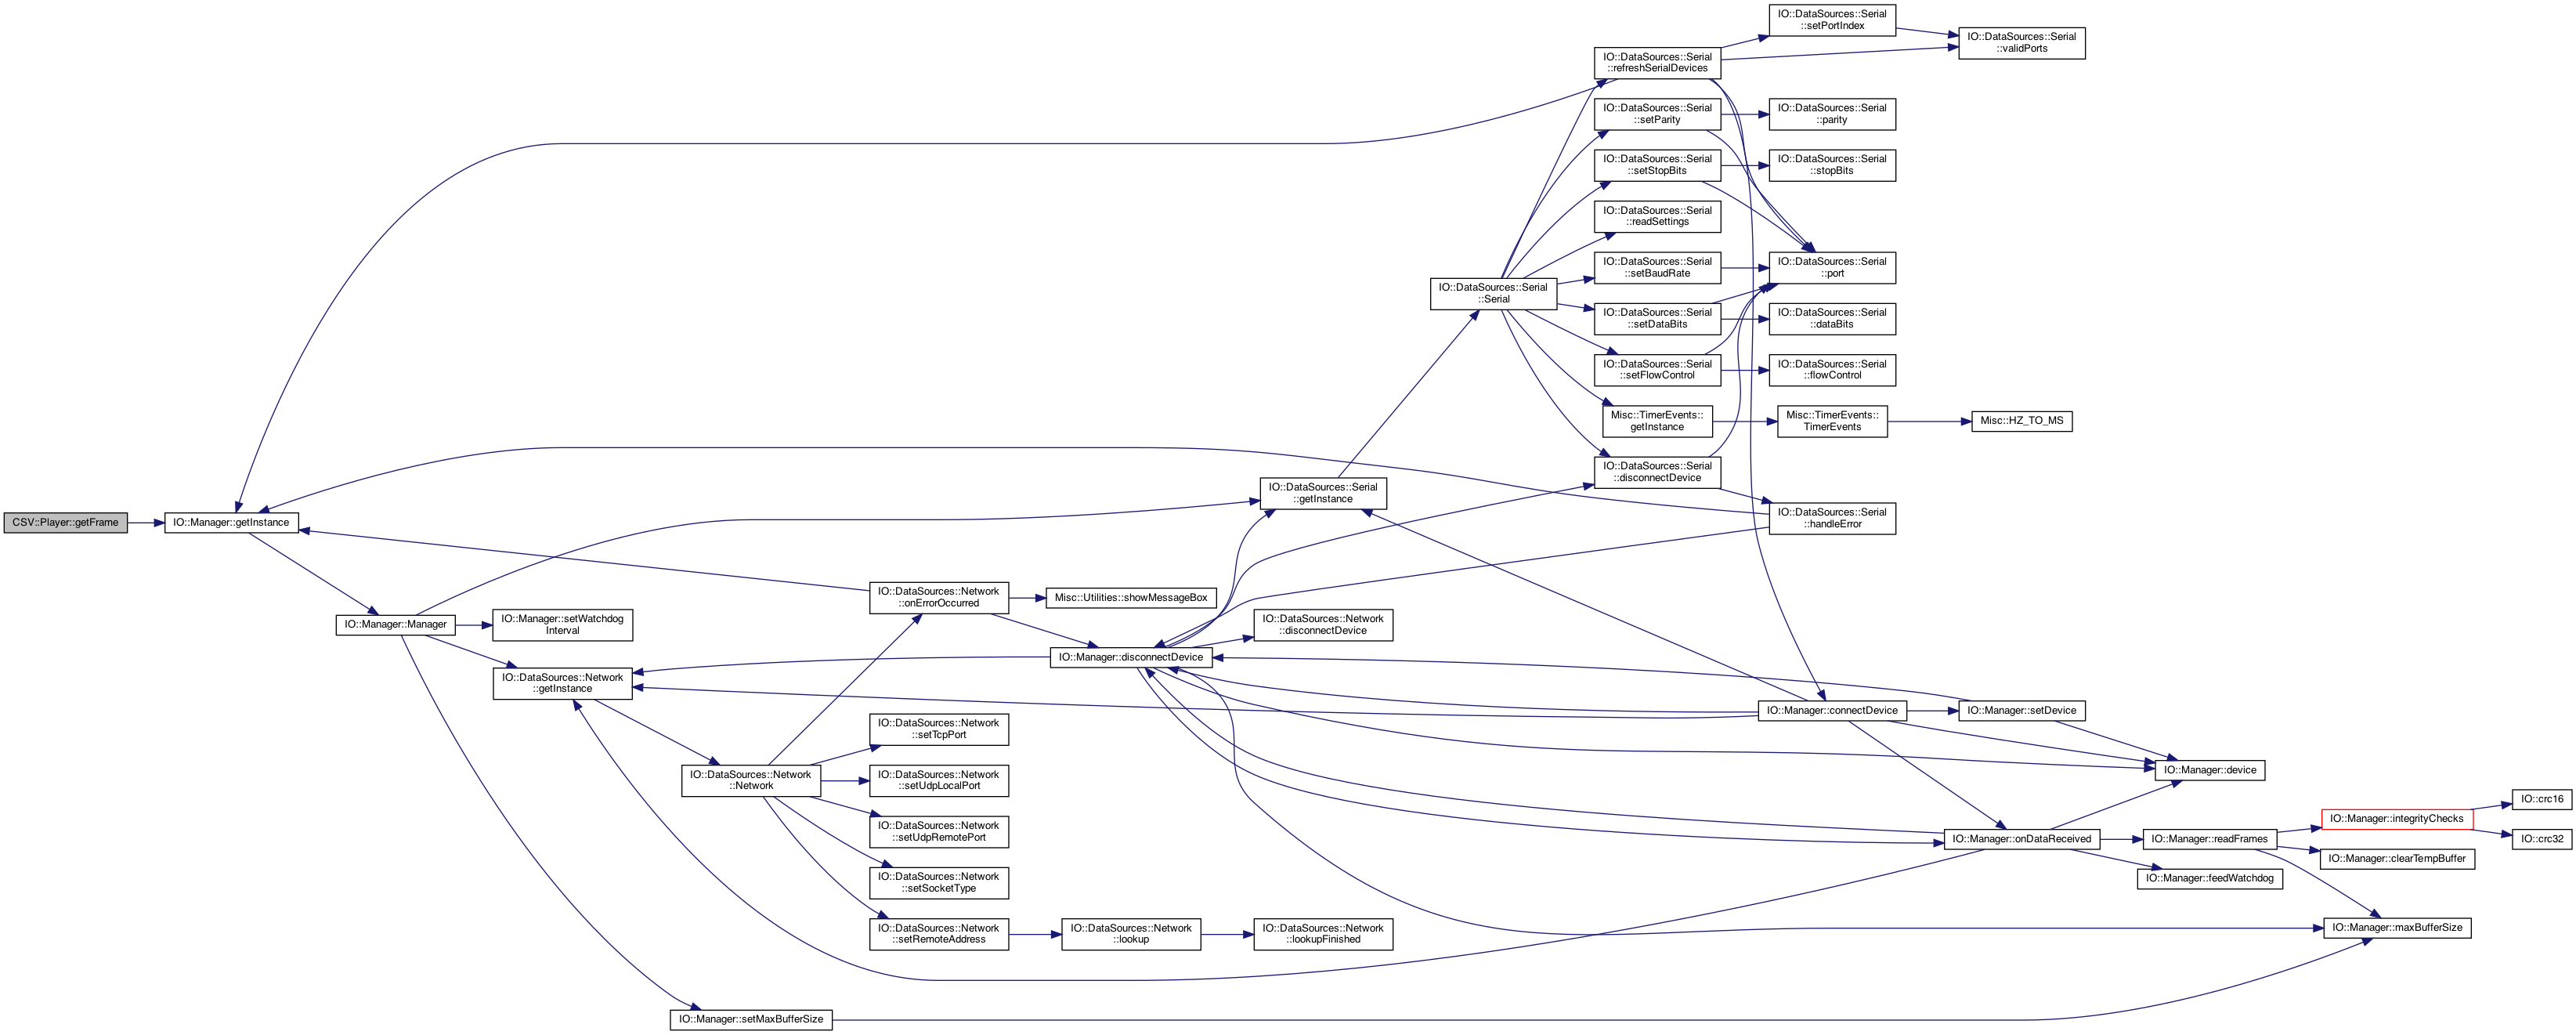 CSV::Player::getFrame
IO::Manager::getInstance
IO::Manager::Manager
IO::Manager::setWatchdog
Interval
IO::DataSources::Network
::getInstance
IO::Manager::setMaxBufferSize
IO::DataSources::Network
::Network
IO::DataSources::Network
::onErrorOccurred
IO::DataSources::Network
::setTcpPort
IO::DataSources::Network
::setUdpLocalPort
IO::DataSources::Network
::setUdpRemotePort
IO::DataSources::Network
::setSocketType
IO::DataSources::Network
::setRemoteAddress
Misc::Utilities::showMessageBox
IO::Manager::disconnectDevice
IO::DataSources::Network
::lookup
IO::DataSources::Serial
::getInstance
IO::DataSources::Network
::disconnectDevice
IO::DataSources::Network
::lookupFinished
IO::DataSources::Serial
::Serial
IO::DataSources::Serial
::refreshSerialDevices
IO::DataSources::Serial
::setParity
IO::DataSources::Serial
::setStopBits
IO::DataSources::Serial
::readSettings
IO::DataSources::Serial
::setBaudRate
IO::DataSources::Serial
::setDataBits
IO::DataSources::Serial
::setFlowControl
Misc::TimerEvents::
getInstance
IO::DataSources::Serial
::disconnectDevice
IO::DataSources::Serial
::setPortIndex
IO::DataSources::Serial
::parity
IO::DataSources::Serial
::stopBits
IO::DataSources::Serial
::port
IO::DataSources::Serial
::dataBits
IO::DataSources::Serial
::flowControl
Misc::TimerEvents::
TimerEvents
IO::DataSources::Serial
::handleError
IO::Manager::connectDevice
IO::DataSources::Serial
::validPorts
Misc::HZ_TO_MS
IO::Manager::setDevice
IO::Manager::onDataReceived
IO::Manager::device
IO::Manager::readFrames
IO::Manager::feedWatchdog
IO::Manager::integrityChecks
IO::Manager::clearTempBuffer
IO::Manager::maxBufferSize
IO::crc16
IO::crc32